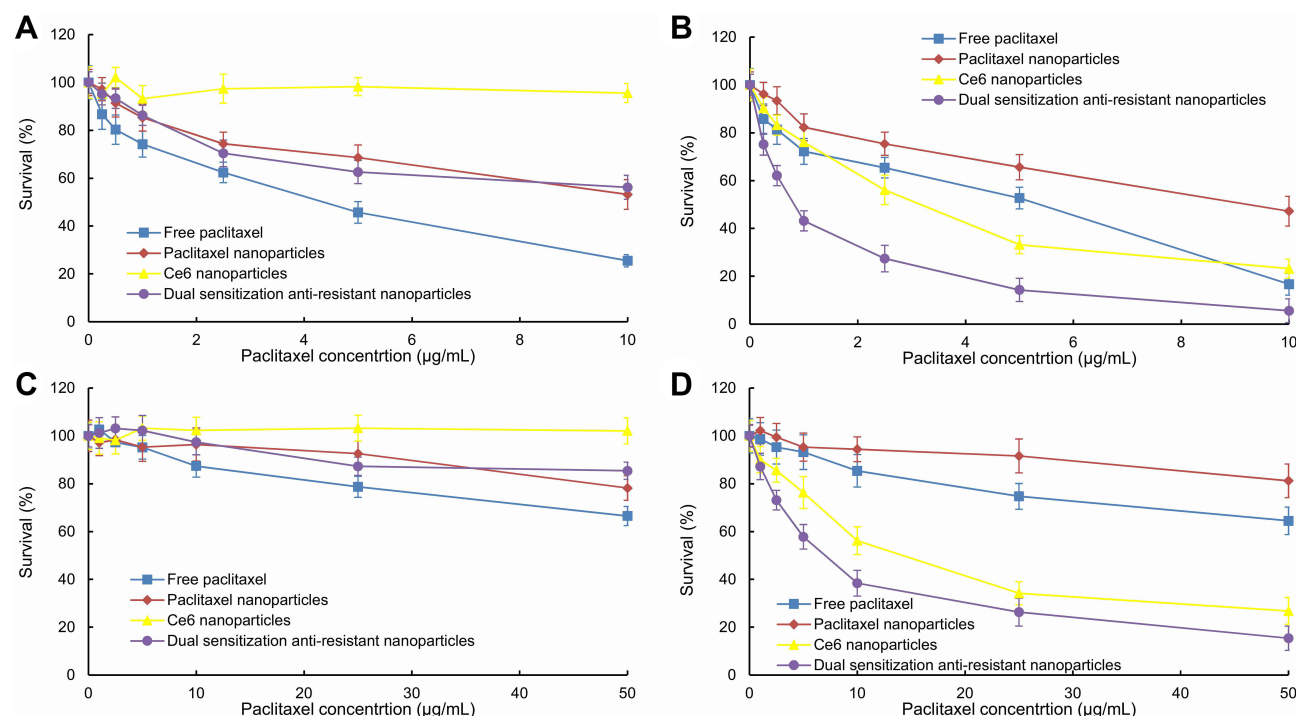 A
120
100
80
60
40
20
0
Survival (%)
Free paclitaxel
Paclitaxel nanoparticles
Ce6 nanoparticles
Dual sensitization anti-resistant nanoparticles
0 2 4 6 8 10
Paclitaxel concentrtion (µg/mL)
B
120
100
80
60
40
20
0
Survival (%)
Free paclitaxel
Paclitaxel nanoparticles
Ce6 nanoparticles
Dual sensitization anti-resistant nanoparticles
0 2 4 6 8 10
Paclitaxel concentrtion (µg/mL)
C
120
100
80
60
40
20
0
Survival (%)
Free paclitaxel
Paclitaxel nanoparticles
Ce6 nanoparticles
Dual sensitization anti-resistant nanoparticles
0 10 20 30 40 50
Paclitaxel concentrtion (µg/mL)
D
120
100
80
60
40
20
0
Survival (%)
Free paclitaxel
Paclitaxel nanoparticles
Ce6 nanoparticles
Dual sensitization anti-resistant nanoparticles
0 10 20 30 40 50
Paclitaxel concentrtion (µg/mL)